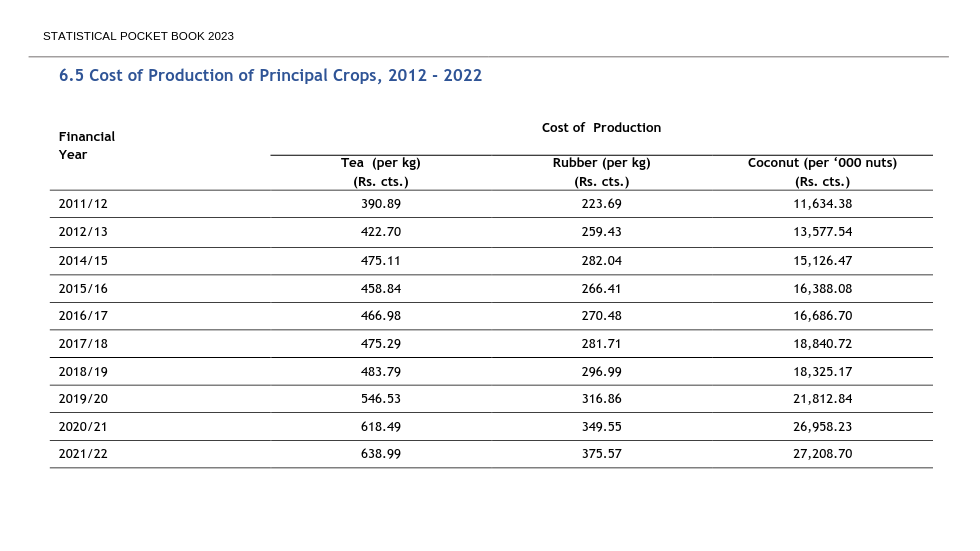 STATISTICAL POCKET BOOK 2023
6.5 Cost of Production of Principal Crops, 2012 - 2022
Financial Year
Cost of Production
Tea (per kg) Rubber (per kg) Coconut (per ‘000 nuts)
(Rs. cts.) (Rs. cts.) (Rs. cts.)
2011/12 390.89 223.69 11,634.38
2012/13 422.70 259.43 13,577.54
2014/15 475.11 282.04 15,126.47
2015/16 458.84 266.41 16,388.08
2016/17 466.98 270.48 16,686.70
2017/18 475.29 281.71 18,840.72
2018/19 483.79 296.99 18,325.17
2019/20 546.53 316.86 21,812.84
2020/21 618.49 349.55 26,958.23
2021/22 638.99 375.57 27,208.70